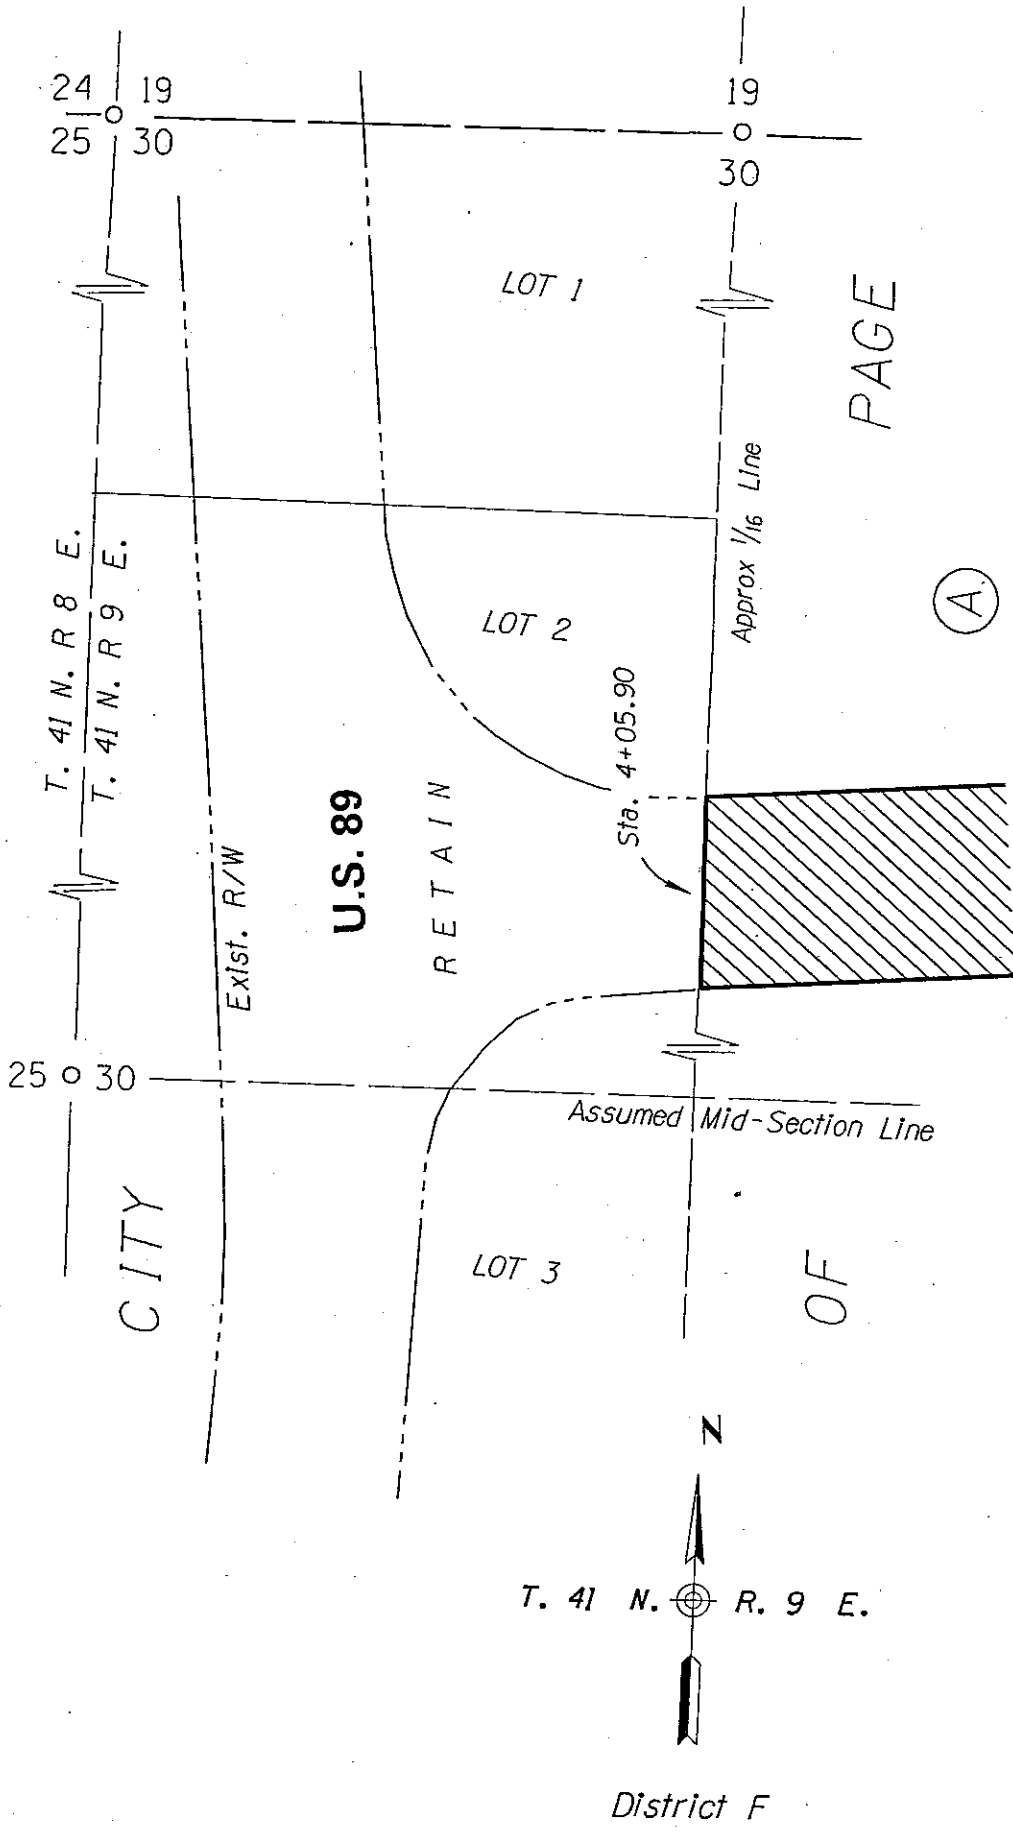 24 19
25 30
19
30
LOT 1
PAGE
T. 41 N. R 8 E.
T. 41 N. R 9 E.
Approx 1/16 Line
LOT 2
A
Sta. 4+05.90
U.S. 89
RETAIN
Exist. R/W
25 30
Assumed Mid-Section Line
CITY
LOT 3
OF
N
T. 41 N. R. 9 E.
District F